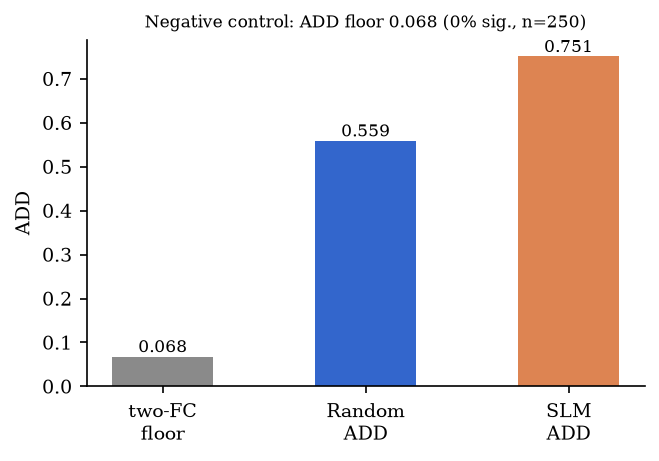 Negative control: ADD floor 0.068 (0% sig., n=250)
0.751
0.7
0.6
0.559
0.5
0.4
ADD
0.3
0.2
0.1
0.068
0.0
two-FC
floor
Random
ADD
SLM
ADD